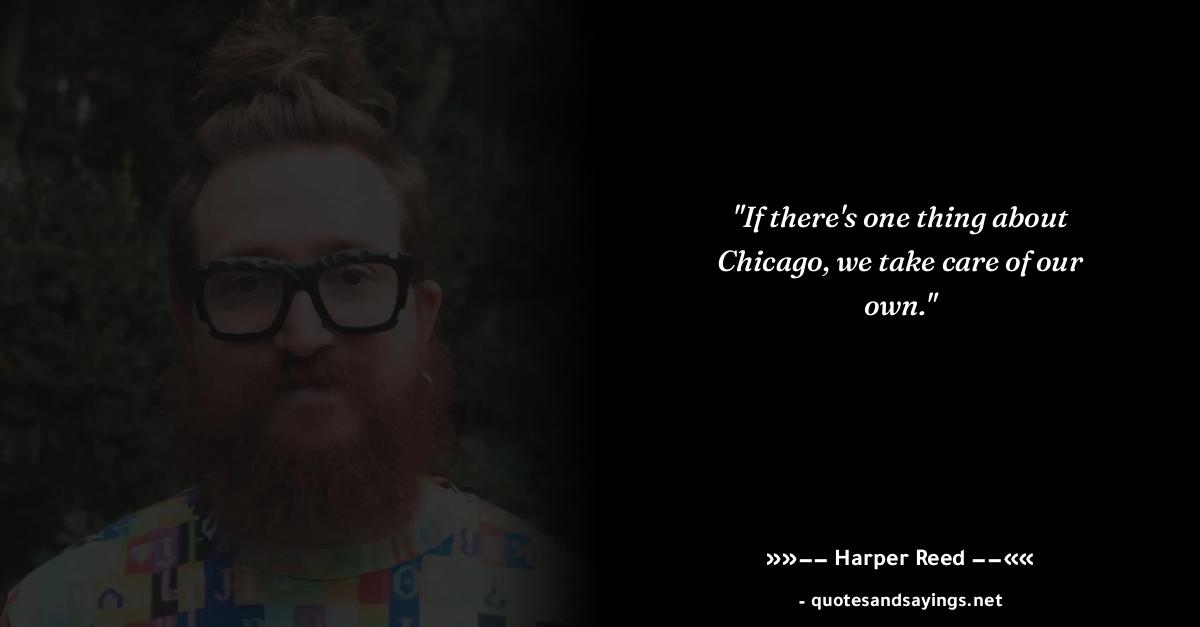 "If there's one thing about
Chicago, we take care of our
own."
»»−− Harper Reed −−««
- quotesandsayings.net